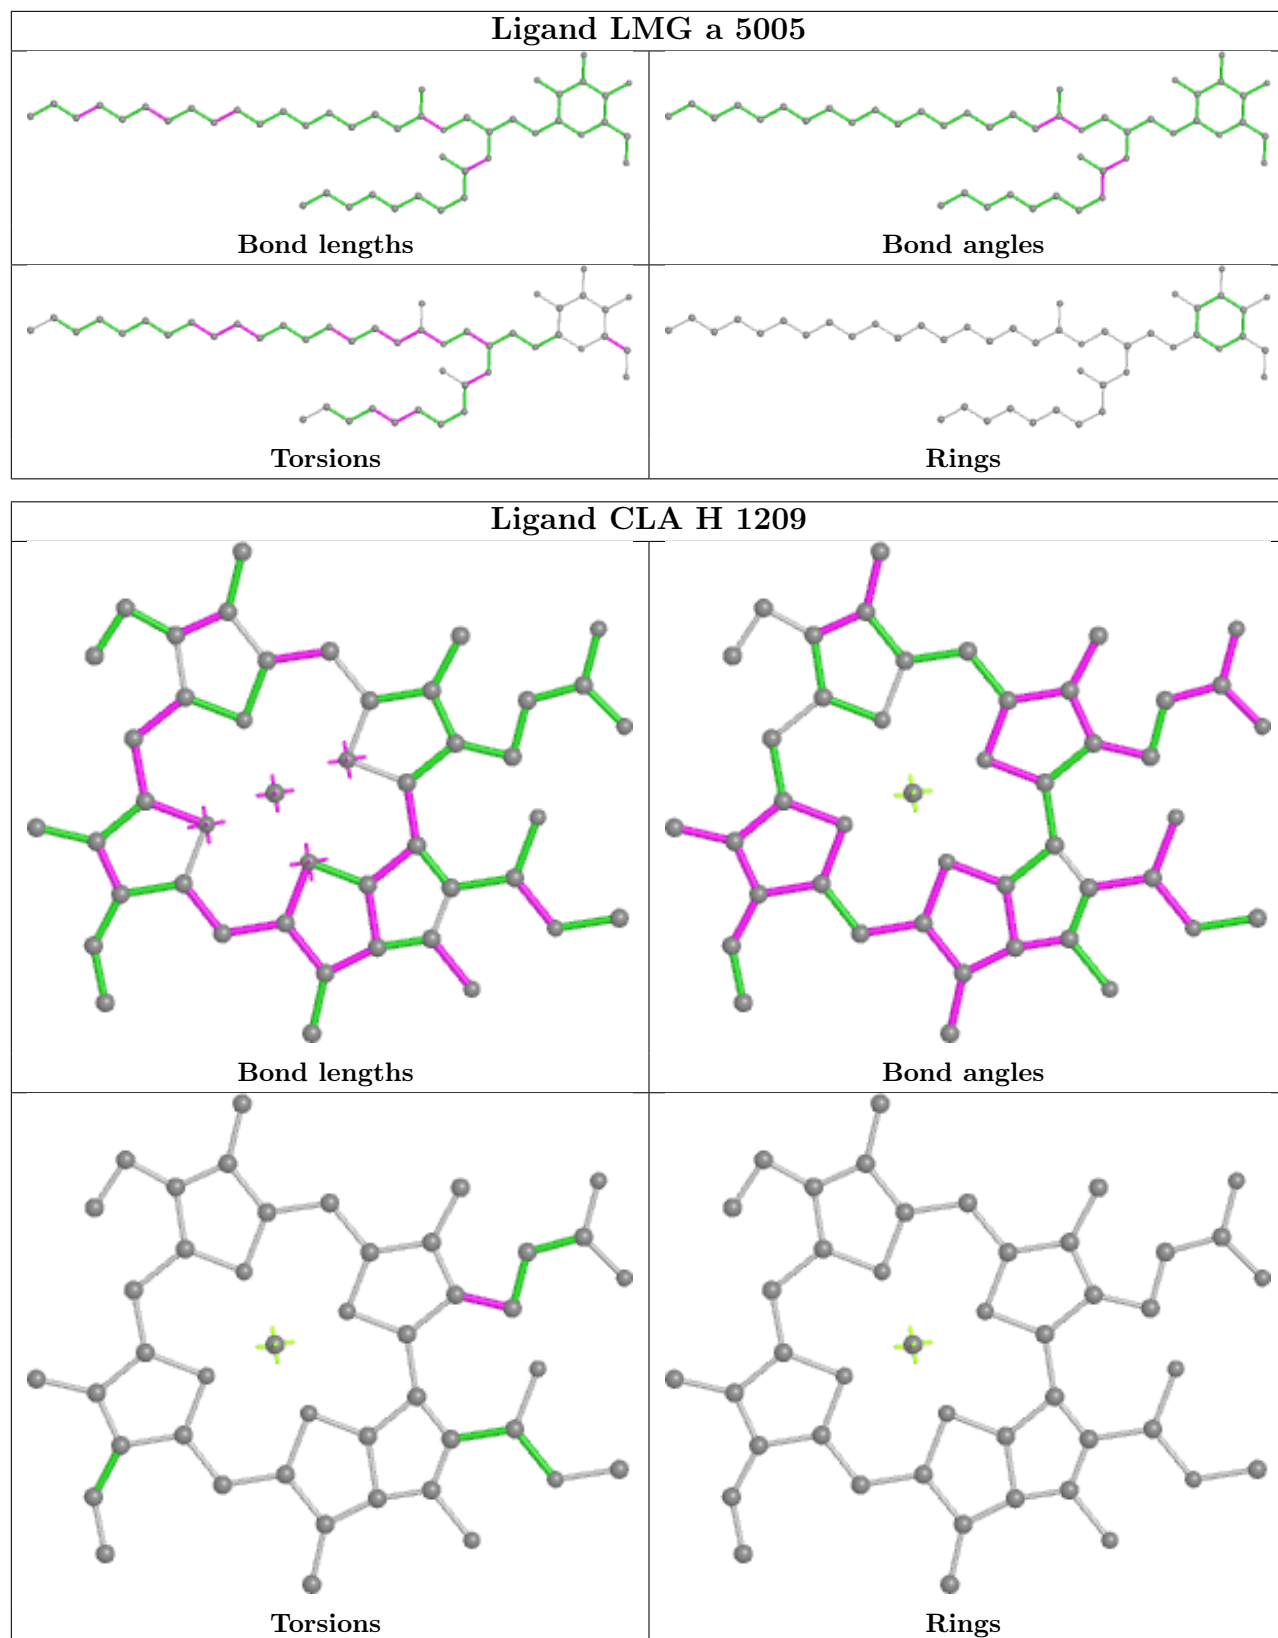 Ligand LMG a 5005
Bond lengths
Bond angles
Torsions
Rings
Ligand CLA H 1209
Bond lengths
Bond angles
Torsions
Rings